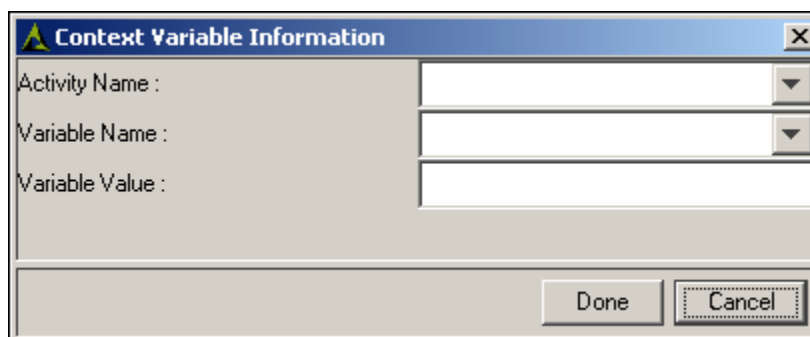 Context Variable Information
Activity Name :
Variable Name :
Variable Value :
Done Cancel